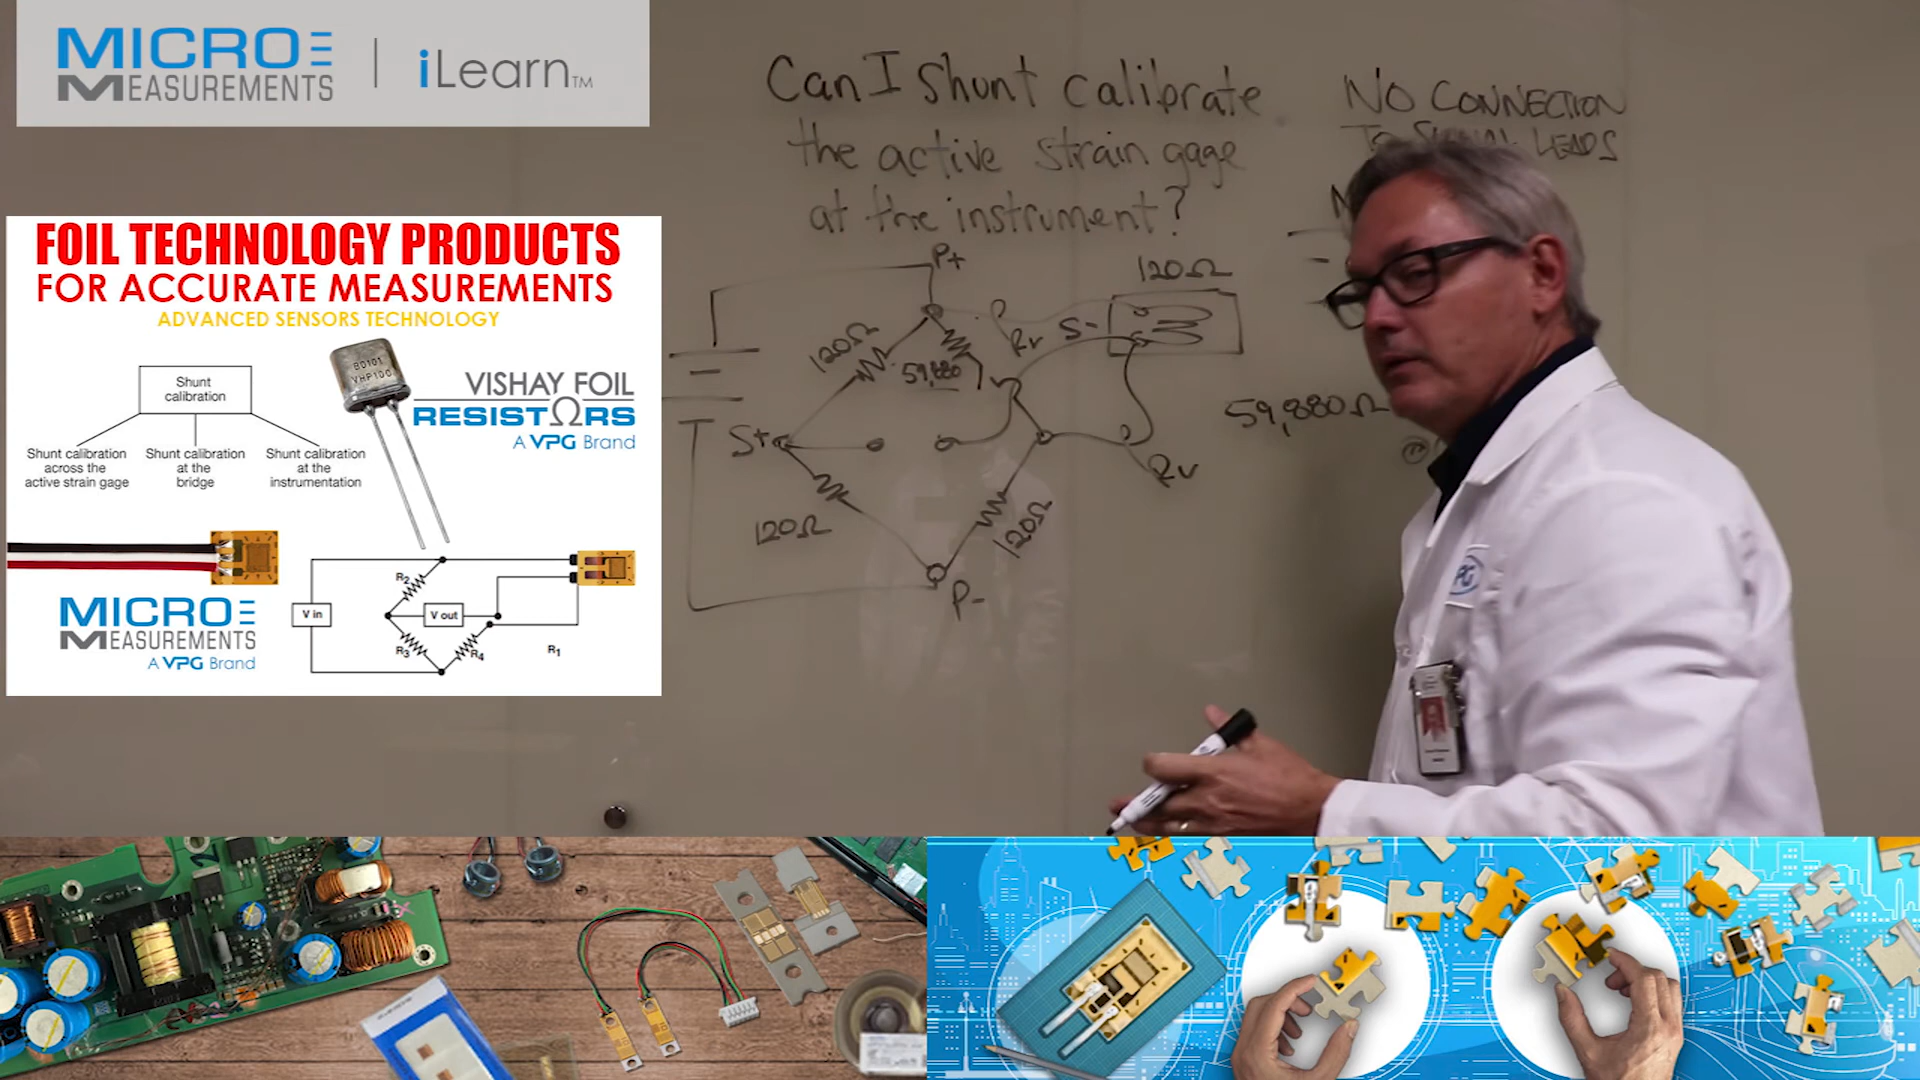 MICRO
MEASUREMENTS
iLearn™
FOIL TECHNOLOGY PRODUCTS
FOR ACCURATE MEASUREMENTS
ADVANCED SENSORS TECHNOLOGY
Shunt
calibration
Shunt calibration
across the
active strain gage
Shunt calibration
at the
bridge
Shunt calibration
at the
instrumentation
VISHAY FOIL
RESISTΩRS
A VPG Brand
MICRO
MEASUREMENTS
A VPG Brand
V in
V out
R2
R3
R4
R1
Can I Shunt calibrate
the active strain gage
at the instrument?
NO CONNECTION
LEADS
P+
120Ω
120Ω
59,880
Rv
S-
S+
Rv
120Ω
120Ω
P-
59,880Ω